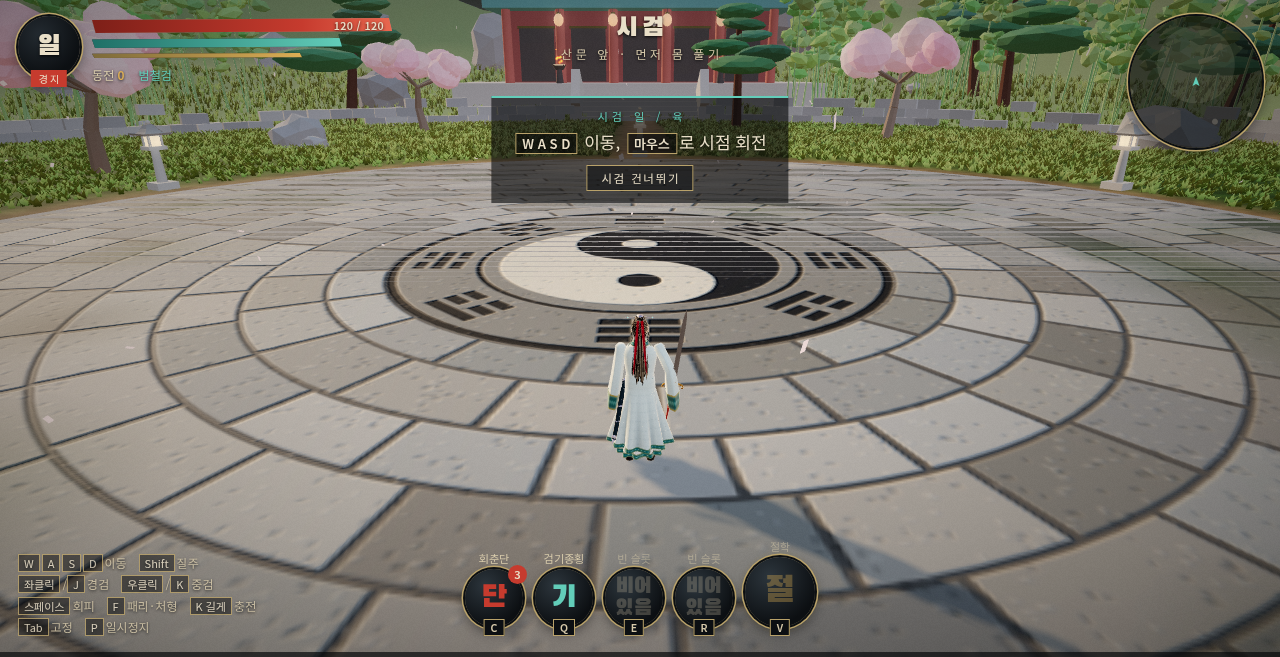 일
경지
120 / 120
동전 0 범철검
시검
산문 앞 · 먼저 몸 풀기
시검 일 / 육
WASD 이동, 마우스로 시점 회전
시검 건너뛰기
W A S D 이동 Shift 질주
좌클릭 / J 경검 우클릭 / K 중검
스페이스 회피 F 패리·처형 K 길게 충전
Tab 고정 P 일시정지
회춘단 검기종횡 빈 슬롯 빈 슬롯 절학
단 3 기 비어있음 비어있음 절
C Q E R V